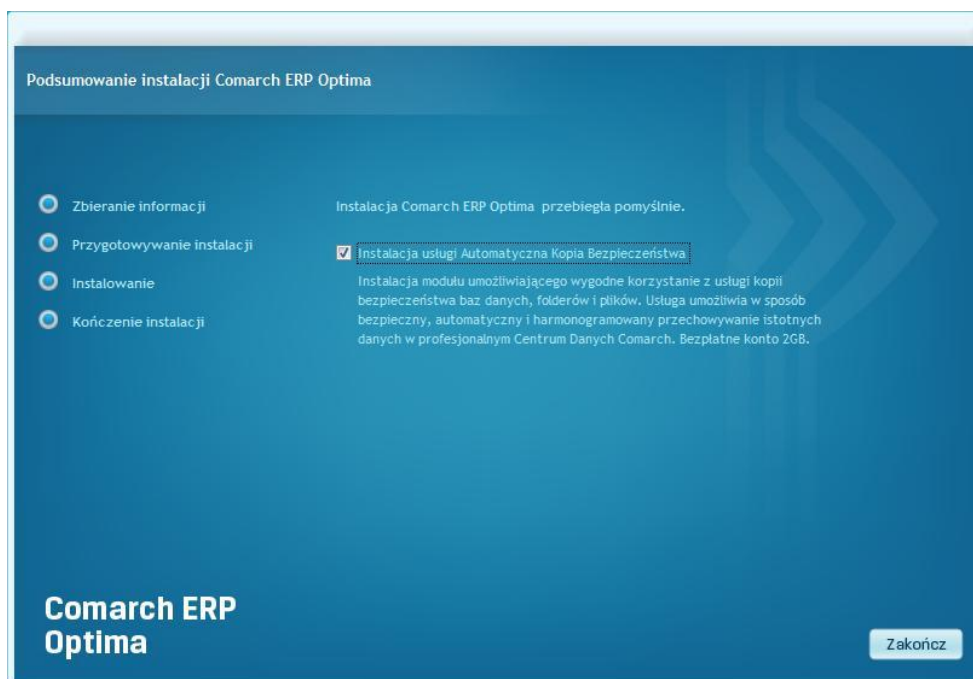 Podsumowanie instalacji Comarch ERP Optima
Zbieranie informacji
Przygotowywanie instalacji
Instalowanie
Kończenie instalacji
Instalacja Comarch ERP Optima przebiegła pomyślnie.
Instalacja usługi Automatyczna Kopia Bezpieczeństwa
Instalacja modułu umożliwiającego wygodne korzystanie z usługi kopii
bezpieczeństwa baz danych, folderów i plików. Usługa umożliwia w sposób
bezpieczny, automatyczny i harmonogramowany przechowywanie istotnych
danych w profesjonalnym Centrum Danych Comarch. Bezpłatne konto 2GB.
Comarch ERP
Optima
Zakończ